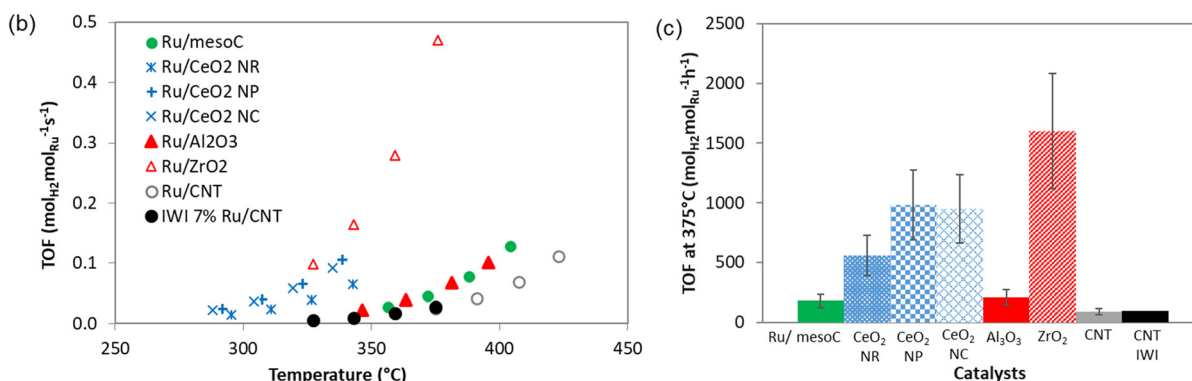 (b)
TOF (molH2molRu-1s-1)
0.5
0.4
0.3
0.2
0.1
0.0
Ru/mesoC
Ru/CeO2 NR
Ru/CeO2 NP
Ru/CeO2 NC
Ru/Al2O3
Ru/ZrO2
Ru/CNT
IWI 7% Ru/CNT
250
300
350
400
450
Temperature (°C)
(c)
TOF at 375°C (molH2molRu-1h-1)
2500
2000
1500
1000
500
0
Ru/ mesoC
CeO2 NR
CeO2 NP
CeO2 NC
Al3O3
ZrO2
CNT
CNT IWI
Catalysts